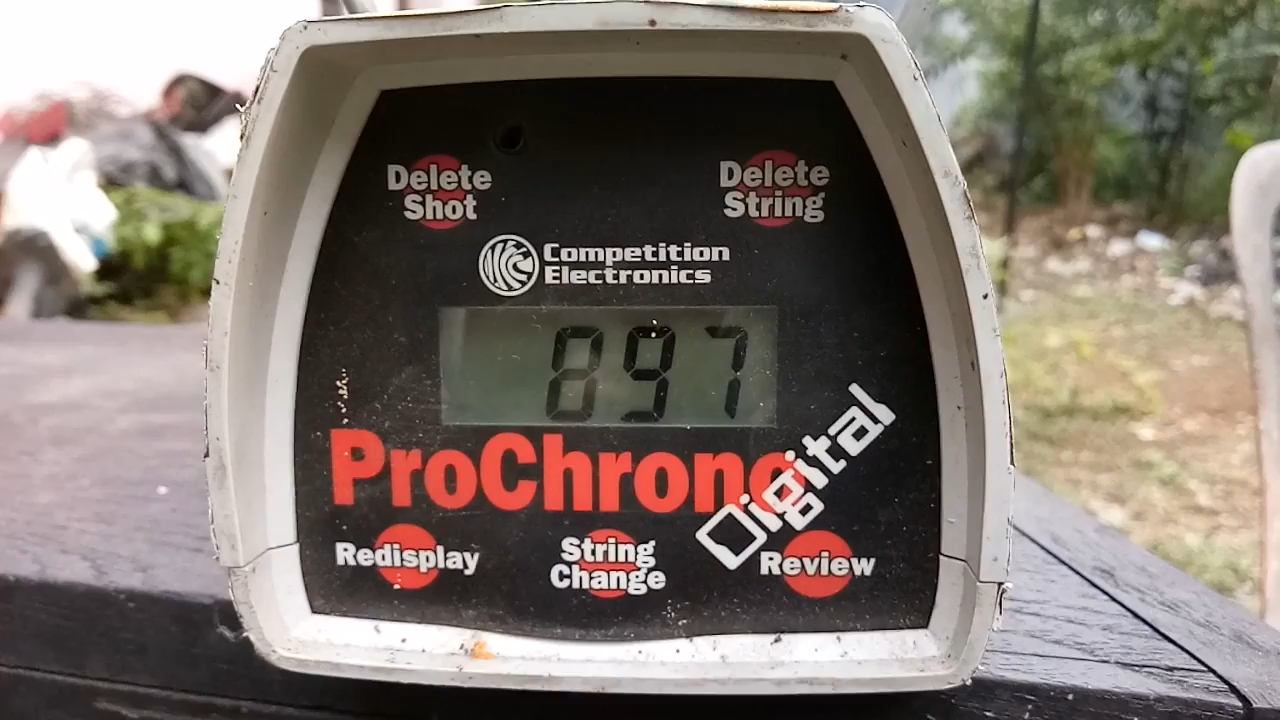 Delete
Shot
Delete
String
Competition
Electronics
897
ProChrono
Digital
Redisplay
String
Change
Review